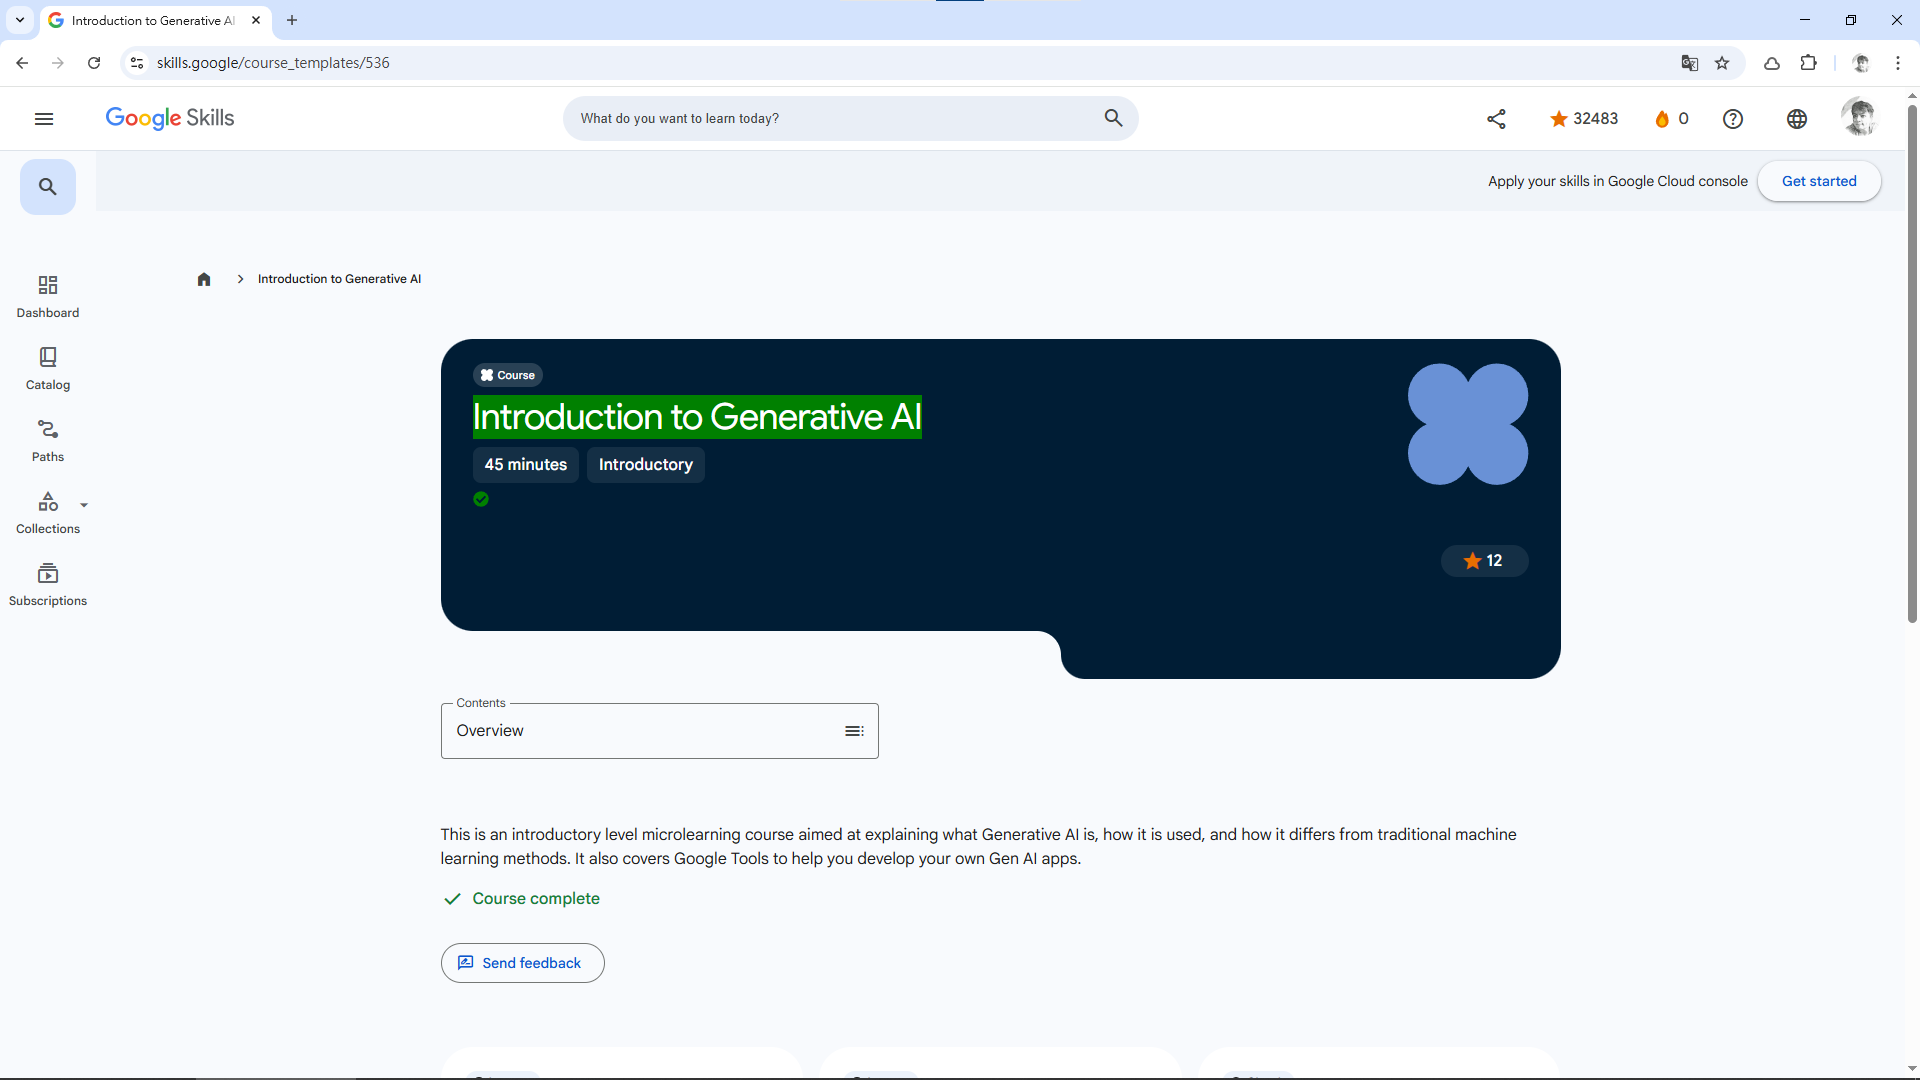 Introduction to Generative AI
skills.google/course_templates/536
Google Skills
What do you want to learn today?
32483
0
Apply your skills in Google Cloud console
Get started
Introduction to Generative AI
Dashboard
Catalog
Paths
Collections
Subscriptions
Course
Introduction to Generative AI
45 minutes
Introductory
12
Contents
Overview
This is an introductory level microlearning course aimed at explaining what Generative AI is, how it is used, and how it differs from traditional machine
learning methods. It also covers Google Tools to help you develop your own Gen AI apps.
Course complete
Send feedback